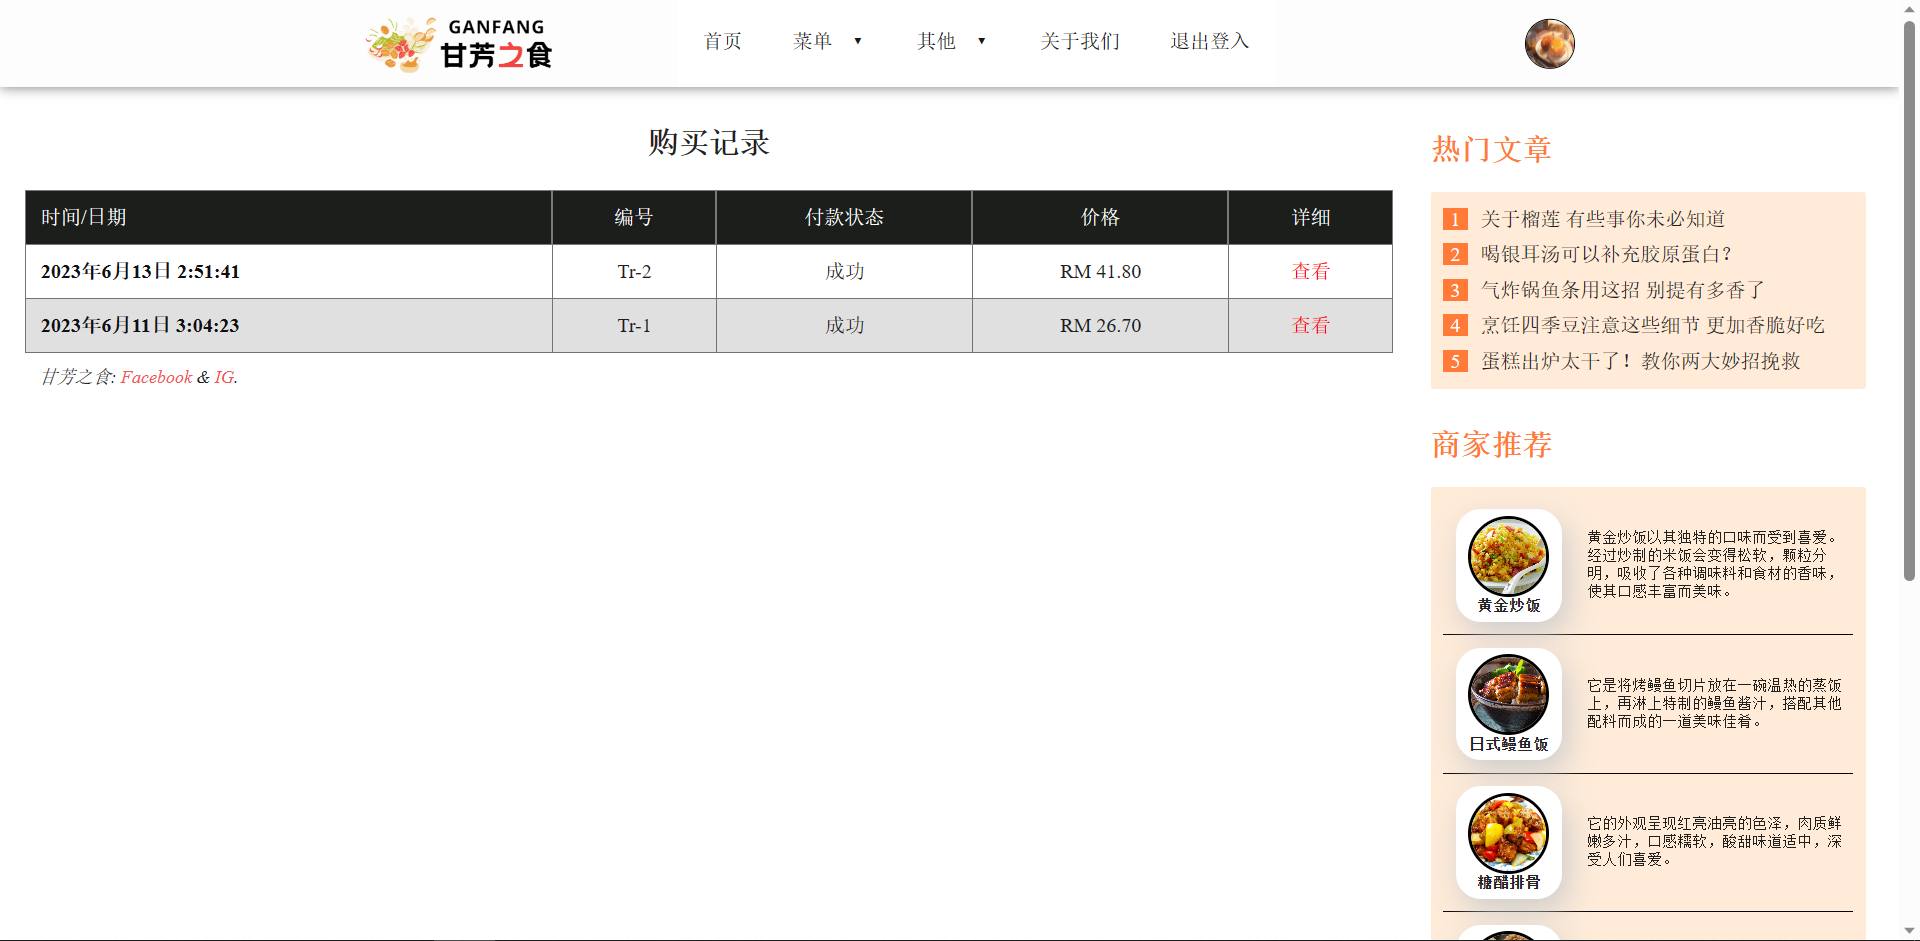 GANFANG
甘芳之食
首页 菜单 ▼ 其他 ▼ 关于我们 退出登入
购买记录
时间/日期 编号 付款状态 价格 详细
2023年6月13日 2:51:41 Tr-2 成功 RM 41.80 查看
2023年6月11日 3:04:23 Tr-1 成功 RM 26.70 查看
甘芳之食: Facebook & IG.
热门文章
1 关于榴莲 有些事你未必知道
2 喝银耳汤可以补充胶原蛋白？
3 气炸锅鱼条用这招 别提有多香了
4 烹饪四季豆注意这些细节 更加香脆好吃
5 蛋糕出炉太干了！教你两大妙招挽救
商家推荐
黄金炒饭
黄金炒饭以其独特的口味而受到喜爱。
经过炒制的米饭会变得松软，颗粒分
明，吸收了各种调味料和食材的香味，
使其口感丰富而美味。
日式鳗鱼饭
它是将烤鳗鱼切片放在一碗温热的蒸饭
上，再淋上特制的鳗鱼酱汁，搭配其他
配料而成的一道美味佳肴。
糖醋排骨
它的外观呈现红亮油亮的色泽，肉质鲜
嫩多汁，口感糯软，酸甜味道适中，深
受人们喜爱。